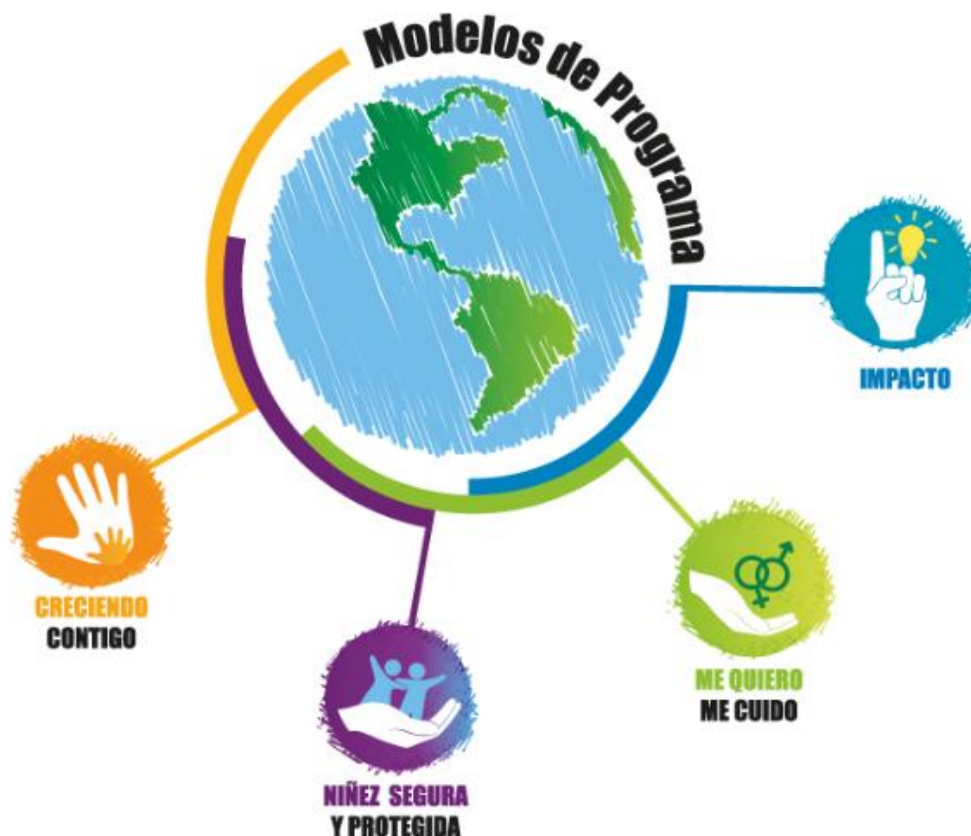 Modelos de Programa
IMPACTO
CRECIENDO
CONTIGO
ME QUIERO
ME CUIDO
NIÑEZ SEGURA
Y PROTEGIDA